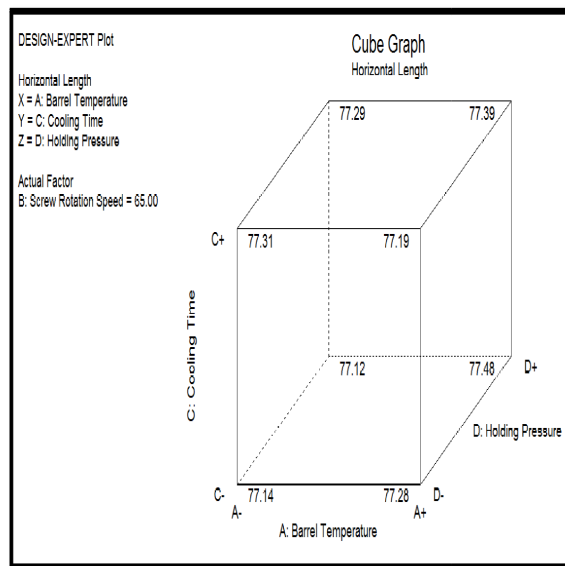 DESIGN-EXPERT Plot
Horizontal Length
X = A: Barrel Temperature
Y = C: Cooling Time
Z = D: Holding Pressure
Actual Factor
B: Screw Rotation Speed = 65.00
Cube Graph
Horizontal Length
77.29 77.39
C+ 77.31 77.19
C: Cooling Time
77.12 77.48 D+
D: Holding Pressure
C- 77.14 77.28 D-
A- A+
A: Barrel Temperature